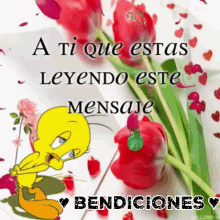 A ti que estas
leyendo este
mensaje
♥ BENDICIONES ♥